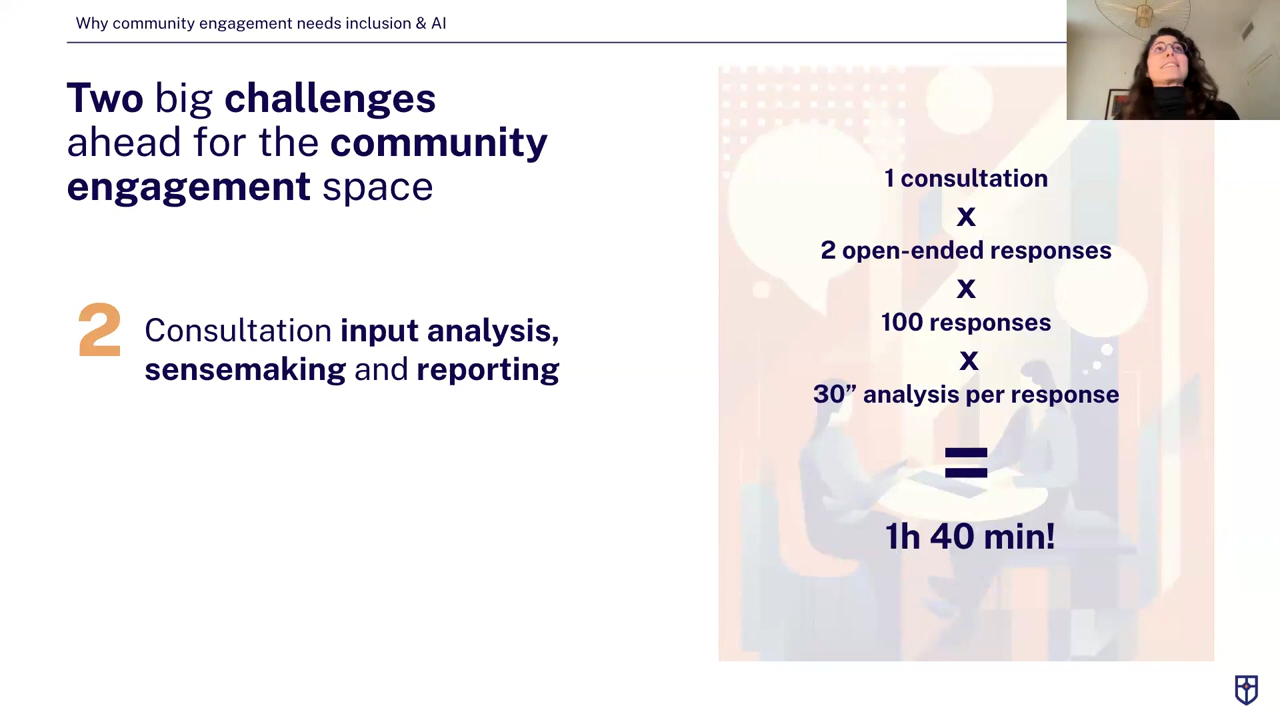 Why community engagement needs inclusion & AI
Two big challenges
ahead for the community
engagement space
2
Consultation input analysis,
sensemaking and reporting
1 consultation
x
2 open-ended responses
x
100 responses
x
30” analysis per response
=
1h 40 min!